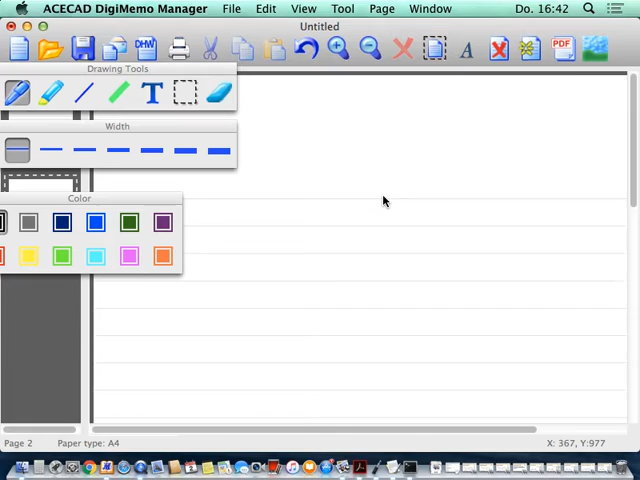 ACECAD DigiMemo Manager File Edit View Tool Page Window Do. 16:42
Untitled
DHW A PDF
Drawing Tools
T
Width
Color
Page 2 Paper type: A4 X: 367, Y:977